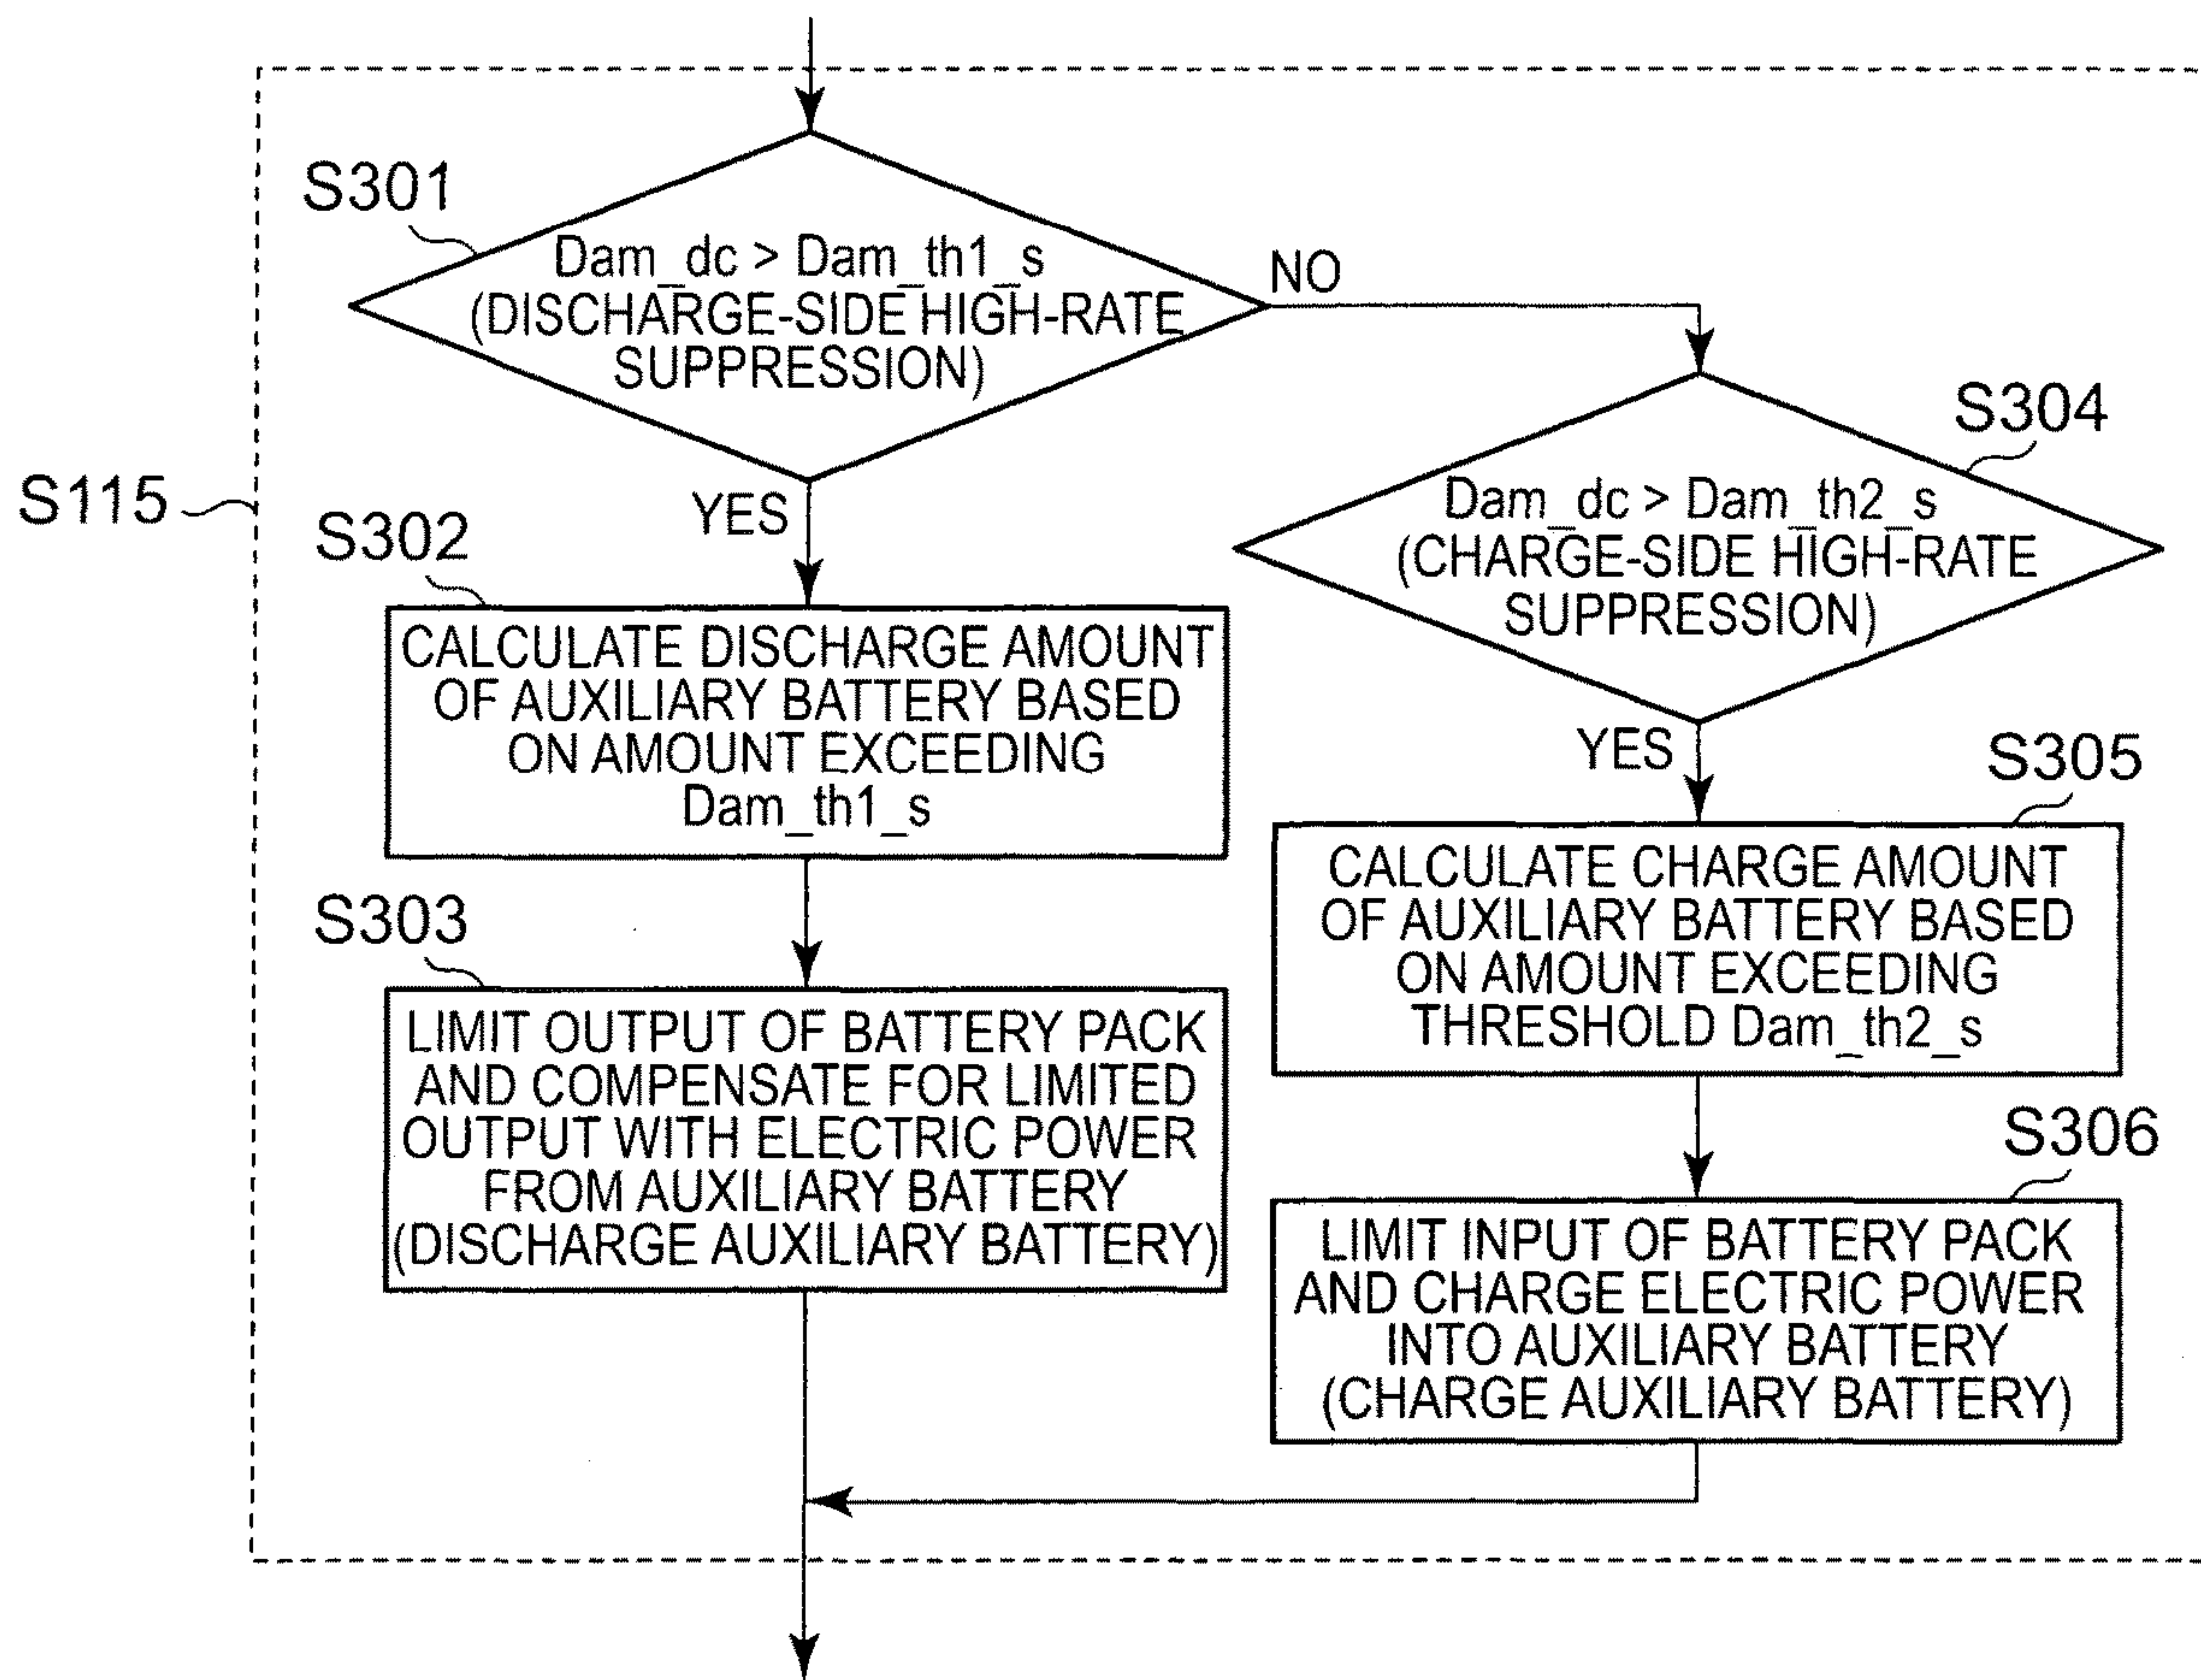 S115
S301
Dam_dc > Dam_th1_s
(DISCHARGE-SIDE HIGH-RATE
SUPPRESSION)
NO
YES
S302
CALCULATE DISCHARGE AMOUNT
OF AUXILIARY BATTERY BASED
ON AMOUNT EXCEEDING
Dam_th1_s
S303
LIMIT OUTPUT OF BATTERY PACK
AND COMPENSATE FOR LIMITED
OUTPUT WITH ELECTRIC POWER
FROM AUXILIARY BATTERY
(DISCHARGE AUXILIARY BATTERY)
S304
Dam_dc > Dam_th2_s
(CHARGE-SIDE HIGH-RATE
SUPPRESSION)
YES
S305
CALCULATE CHARGE AMOUNT
OF AUXILIARY BATTERY BASED
ON AMOUNT EXCEEDING
THRESHOLD Dam_th2_s
S306
LIMIT INPUT OF BATTERY PACK
AND CHARGE ELECTRIC POWER
INTO AUXILIARY BATTERY
(CHARGE AUXILIARY BATTERY)